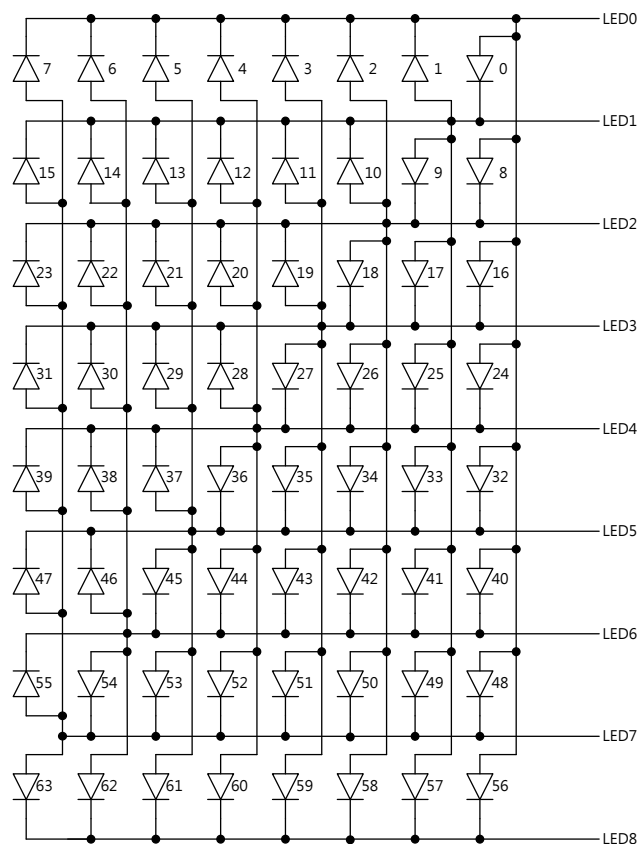 LED0
7 6 5 4 3 2 1 0
LED1
15 14 13 12 11 10 9 8
LED2
23 22 21 20 19 18 17 16
LED3
31 30 29 28 27 26 25 24
LED4
39 38 37 36 35 34 33 32
LED5
47 46 45 44 43 42 41 40
LED6
55 54 53 52 51 50 49 48
LED7
63 62 61 60 59 58 57 56
LED8